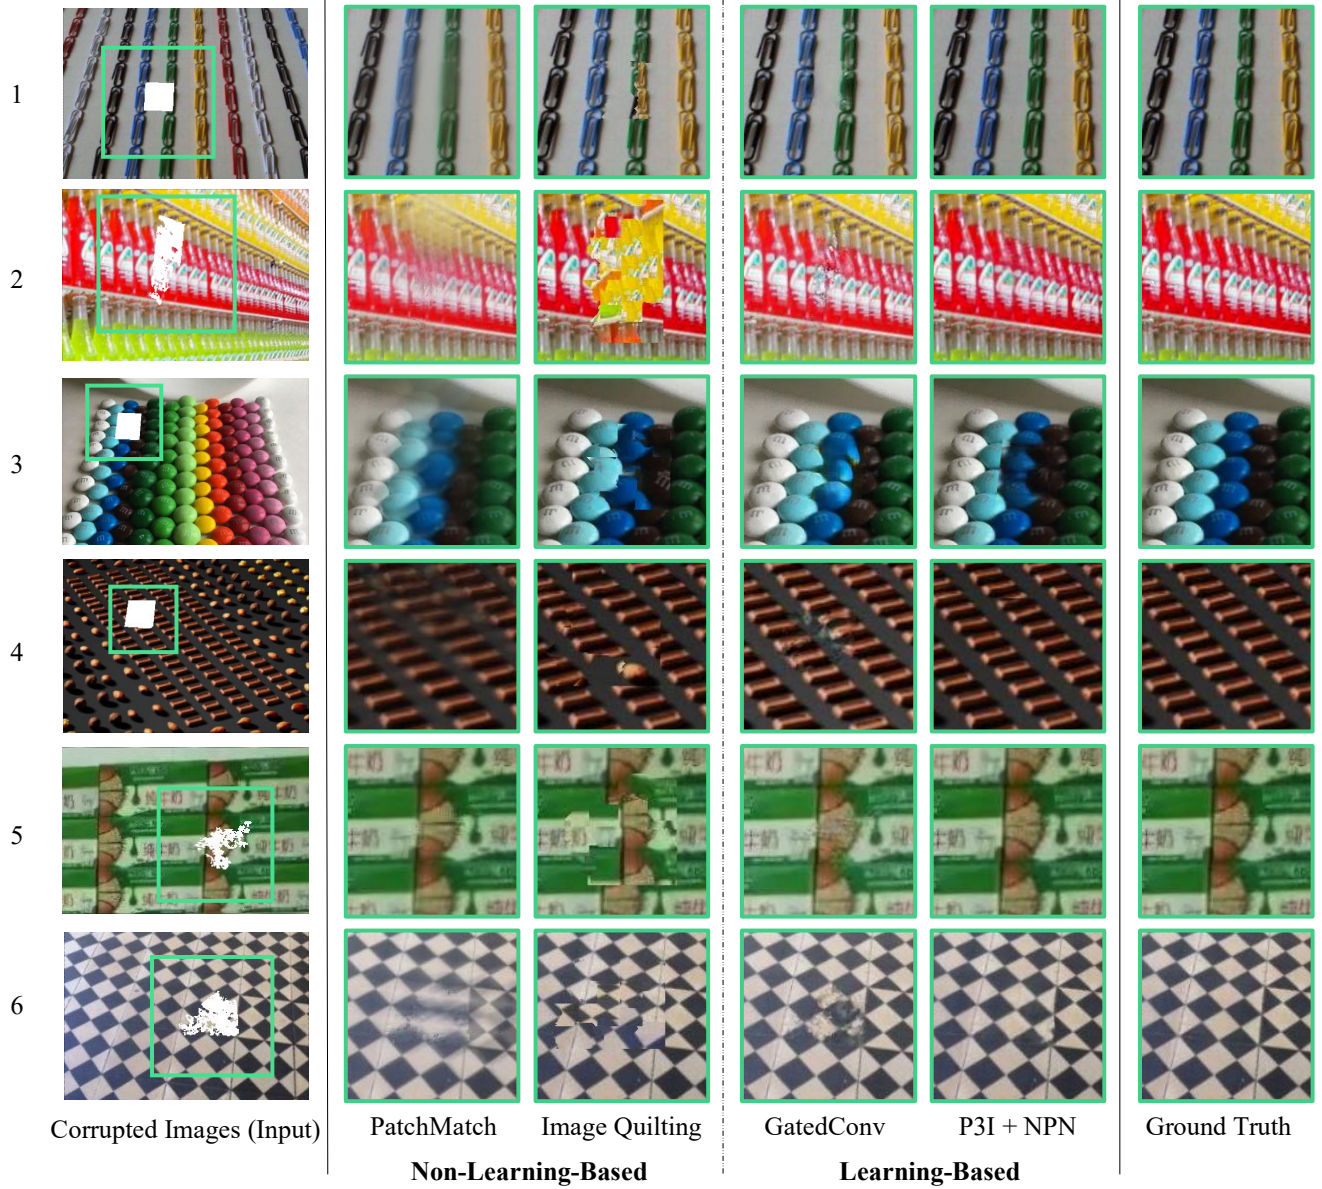 1
2
3
4
5
6
Corrupted Images (Input)
PatchMatch
Image Quilting
GatedConv
P3I + NPN
Ground Truth
Non-Learning-Based
Learning-Based